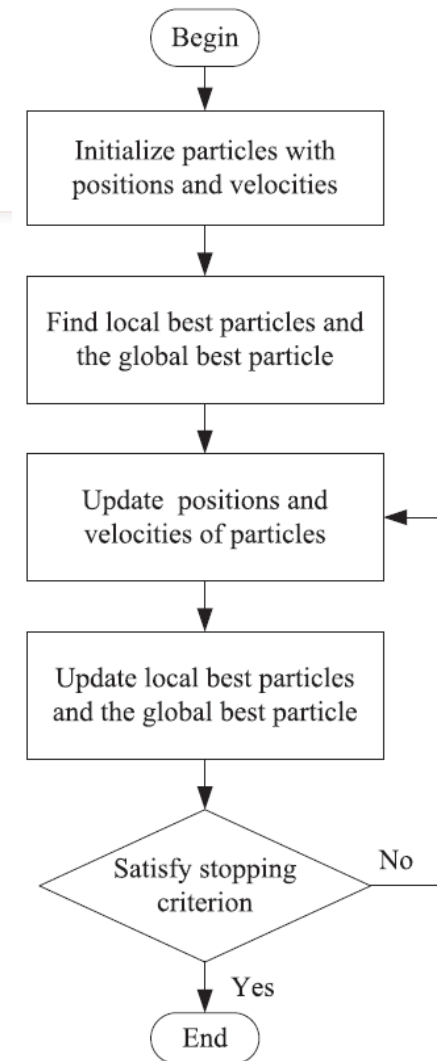 Begin
Initialize particles with
positions and velocities
Find local best particles and
the global best particle
Update positions and
velocities of particles
Update local best particles
and the global best particle
Satisfy stopping
criterion
No
Yes
End